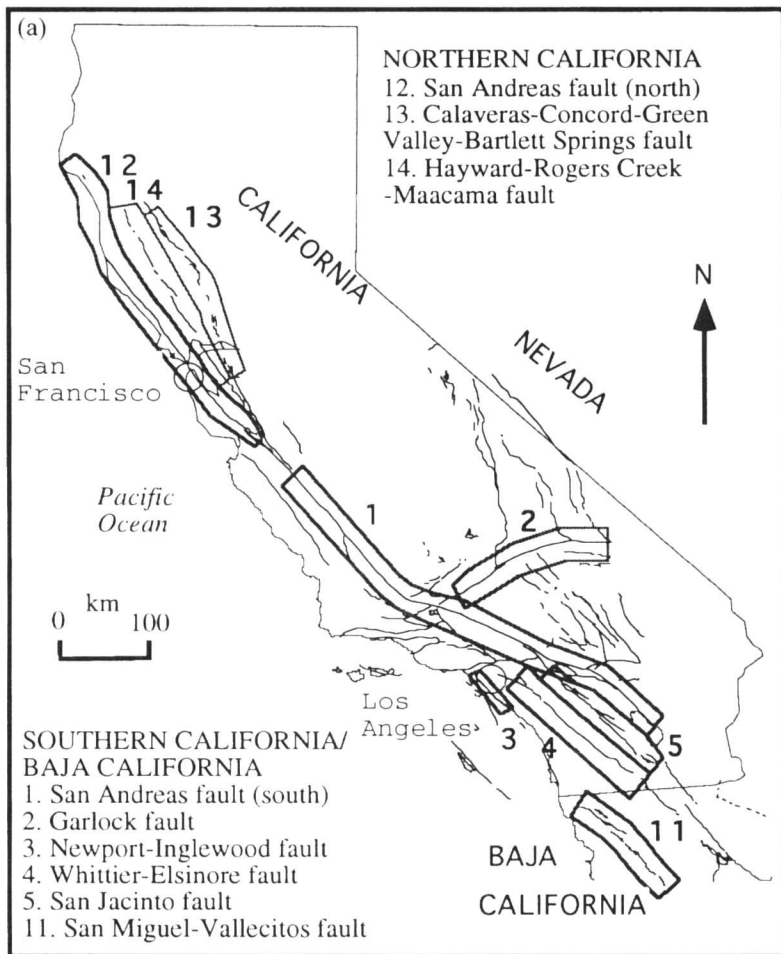 (a)
NORTHERN CALIFORNIA
12. San Andreas fault (north)
13. Calaveras-Concord-Green
Valley-Bartlett Springs fault
14. Hayward-Rogers Creek
-Maacama fault
12
14
13
CALIFORNIA
N
NEVADA
San
Francisco
Pacific
Ocean
1
2
km
0 100
Los
Angeles
3
4
5
SOUTHERN CALIFORNIA/
BAJA CALIFORNIA
1. San Andreas fault (south)
2. Garlock fault
3. Newport-Inglewood fault
4. Whittier-Elsinore fault
5. San Jacinto fault
11. San Miguel-Vallecitos fault
11
BAJA
CALIFORNIA